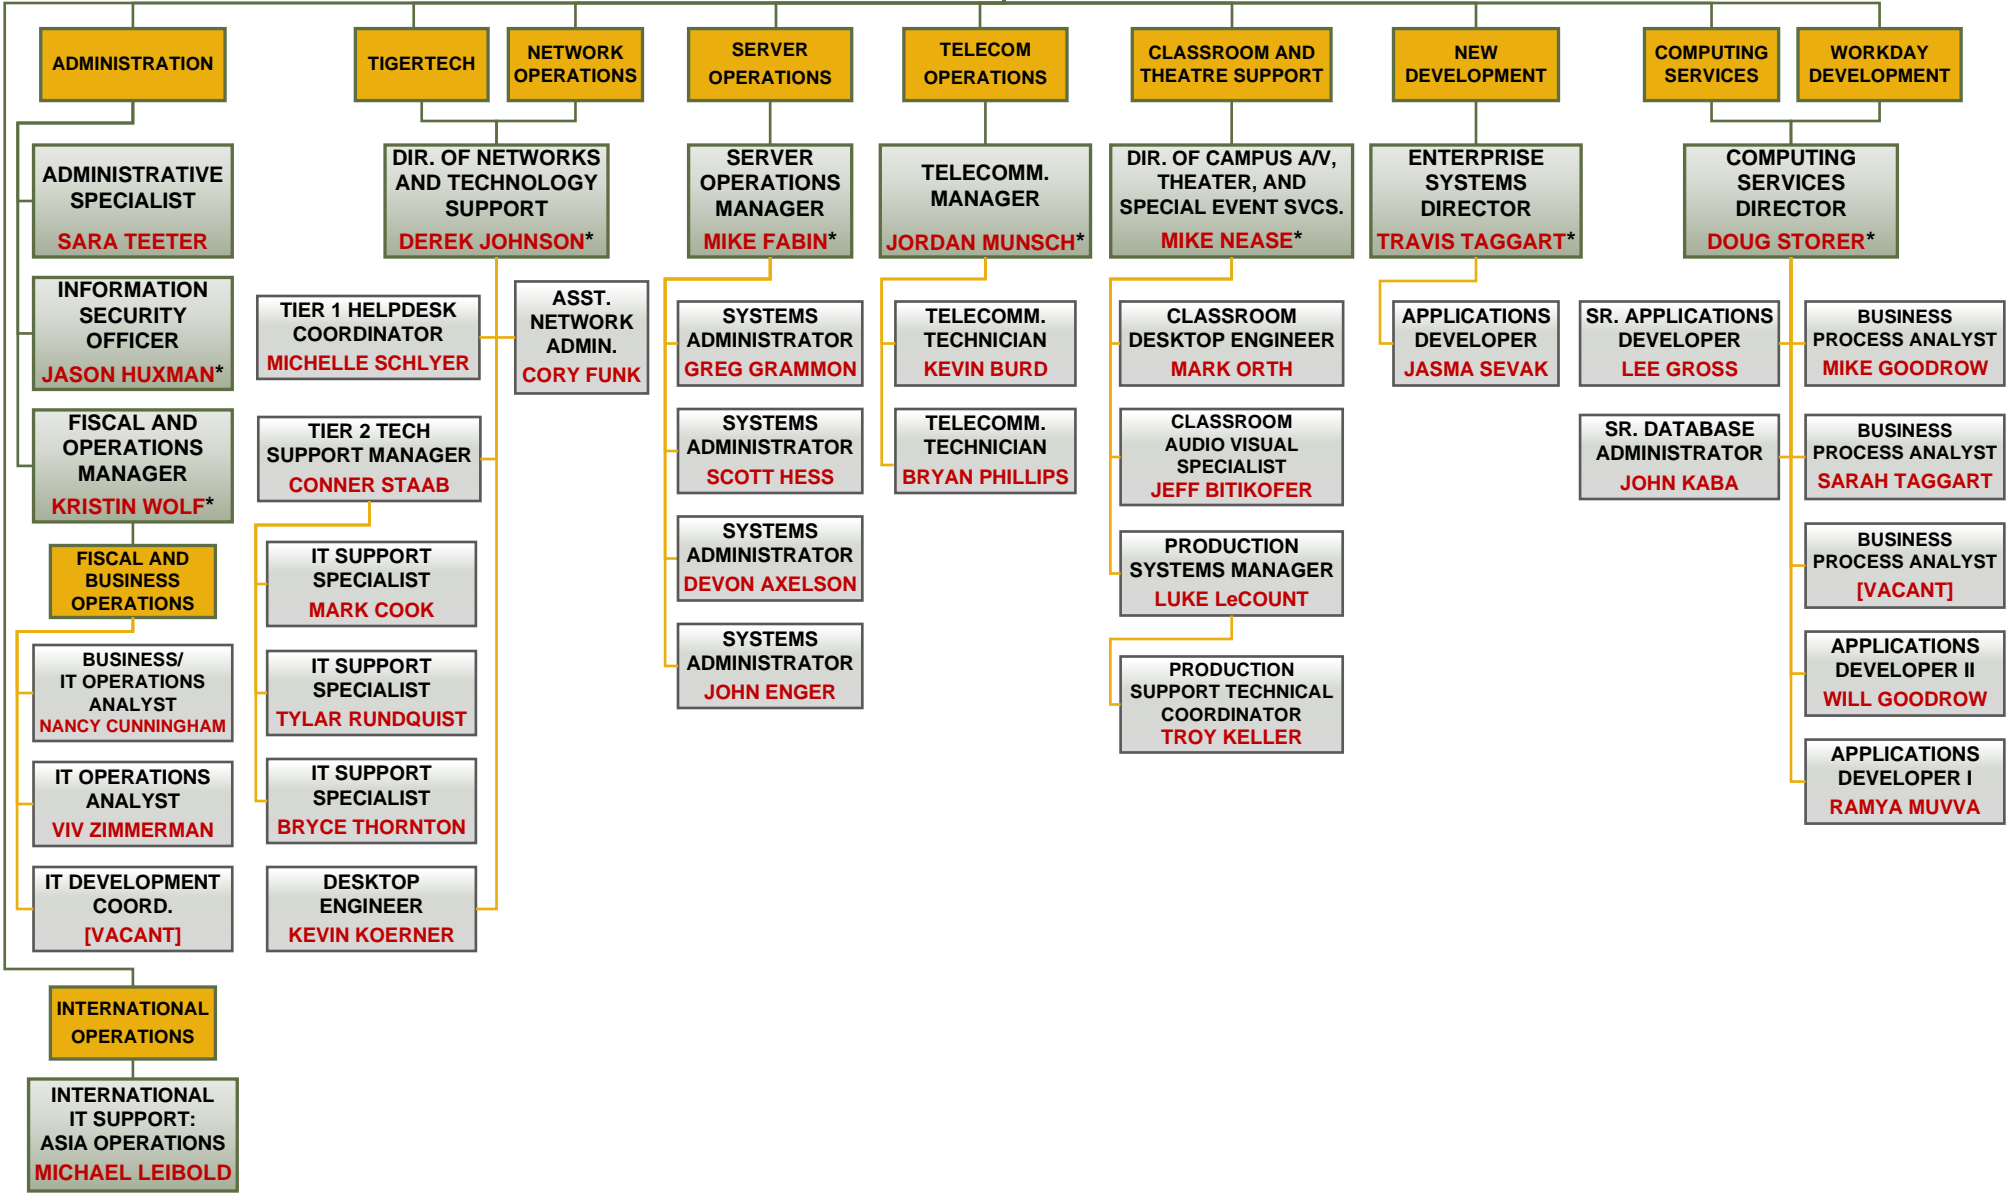 ADMINISTRATION
TIGERTECH
NETWORK
OPERATIONS
SERVER
OPERATIONS
TELECOM
OPERATIONS
CLASSROOM AND
THEATRE SUPPORT
NEW
DEVELOPMENT
COMPUTING
SERVICES
WORKDAY
DEVELOPMENT
ADMINISTRATIVE
SPECIALIST
SARA TEETER
INFORMATION
SECURITY
OFFICER
JASON HUXMAN*
FISCAL AND
OPERATIONS
MANAGER
KRISTIN WOLF*
FISCAL AND
BUSINESS
OPERATIONS
BUSINESS/
IT OPERATIONS
ANALYST
NANCY CUNNINGHAM
IT OPERATIONS
ANALYST
VIV ZIMMERMAN
IT DEVELOPMENT
COORD.
[VACANT]
INTERNATIONAL
OPERATIONS
INTERNATIONAL
IT SUPPORT:
ASIA OPERATIONS
MICHAEL LEIBOLD
DIR. OF NETWORKS
AND TECHNOLOGY
SUPPORT
DEREK JOHNSON*
TIER 1 HELPDESK
COORDINATOR
MICHELLE SCHLYER
ASST.
NETWORK
ADMIN.
CORY FUNK
TIER 2 TECH
SUPPORT MANAGER
CONNER STAAB
IT SUPPORT
SPECIALIST
MARK COOK
IT SUPPORT
SPECIALIST
TYLAR RUNDQUIST
IT SUPPORT
SPECIALIST
BRYCE THORNTON
DESKTOP
ENGINEER
KEVIN KOERNER
SERVER
OPERATIONS
MANAGER
MIKE FABIN*
SYSTEMS
ADMINISTRATOR
GREG GRAMMON
SYSTEMS
ADMINISTRATOR
SCOTT HESS
SYSTEMS
ADMINISTRATOR
DEVON AXELSON
SYSTEMS
ADMINISTRATOR
JOHN ENGER
TELECOMM.
MANAGER
JORDAN MUNSCH*
TELECOMM.
TECHNICIAN
KEVIN BURD
TELECOMM.
TECHNICIAN
BRYAN PHILLIPS
DIR. OF CAMPUS A/V,
THEATER, AND
SPECIAL EVENT SVCS.
MIKE NEASE*
CLASSROOM
DESKTOP ENGINEER
MARK ORTH
CLASSROOM
AUDIO VISUAL
SPECIALIST
JEFF BITIKOFER
PRODUCTION
SYSTEMS MANAGER
LUKE LeCOUNT
PRODUCTION
SUPPORT TECHNICAL
COORDINATOR
TROY KELLER
ENTERPRISE
SYSTEMS
DIRECTOR
TRAVIS TAGGART*
APPLICATIONS
DEVELOPER
JASMA SEVAK
COMPUTING
SERVICES
DIRECTOR
DOUG STORER*
SR. APPLICATIONS
DEVELOPER
LEE GROSS
SR. DATABASE
ADMINISTRATOR
JOHN KABA
BUSINESS
PROCESS ANALYST
MIKE GOODROW
BUSINESS
PROCESS ANALYST
SARAH TAGGART
BUSINESS
PROCESS ANALYST
[VACANT]
APPLICATIONS
DEVELOPER II
WILL GOODROW
APPLICATIONS
DEVELOPER I
RAMYA MUVVA